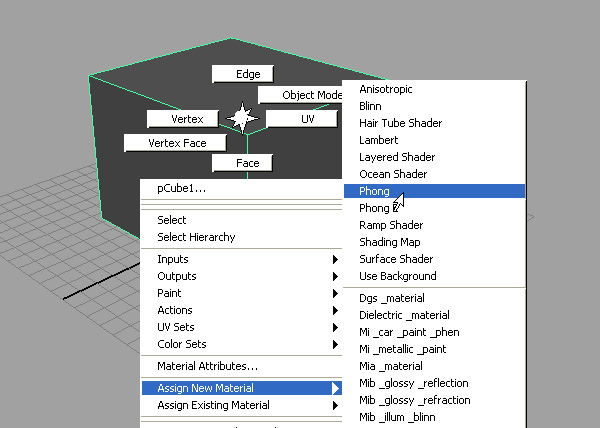 Edge
Object Mode
Vertex
UV
Vertex Face
Face
pCube1...
Select
Select Hierarchy
Inputs
Outputs
Paint
Actions
UV Sets
Color Sets
Material Attributes...
Assign New Material
Assign Existing Material
Anisotropic
Blinn
Hair Tube Shader
Lambert
Layered Shader
Ocean Shader
Phong
Phong E
Ramp Shader
Shading Map
Surface Shader
Use Background
Dgs _material
Dielectric _material
Mi _car _paint _phen
Mi _metallic _paint
Mia _material
Mib _glossy _reflection
Mib _glossy _refraction
Mib _illum _blinn